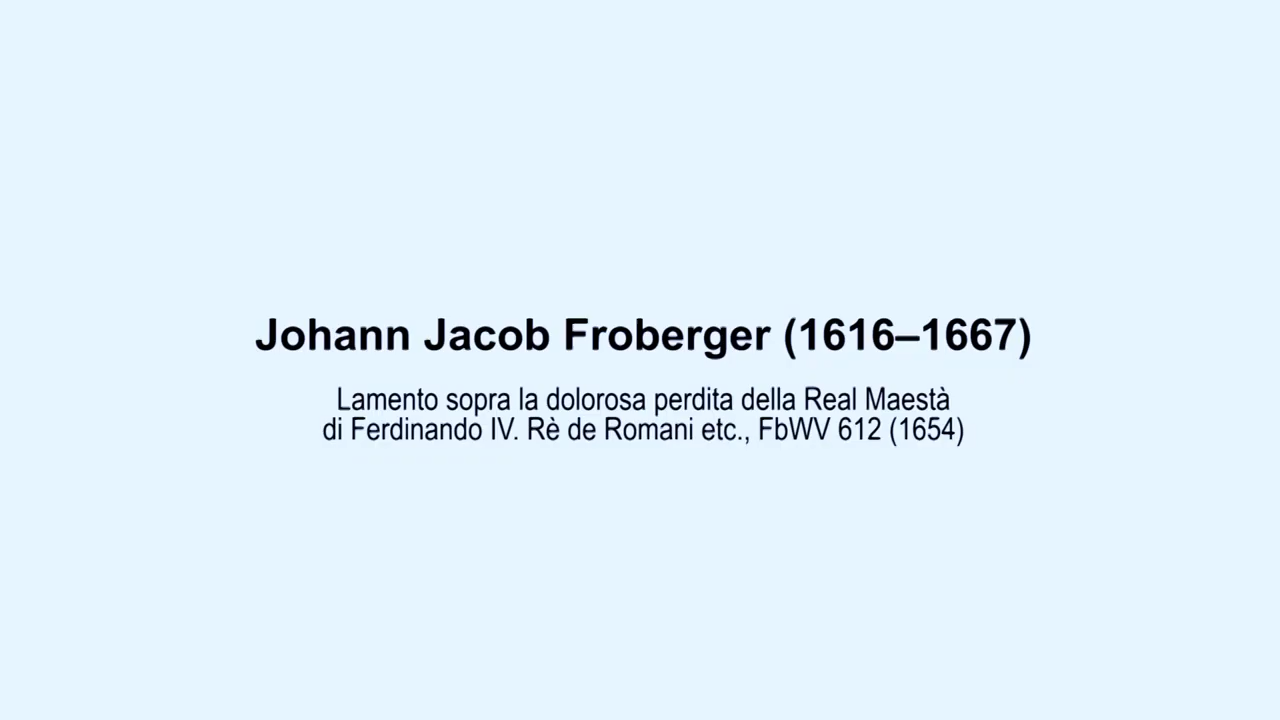 Johann Jacob Froberger (1616–1667)
Lamento sopra la dolorosa perdita della Real Maestà
di Ferdinando IV. Rè de Romani etc., FbWV 612 (1654)